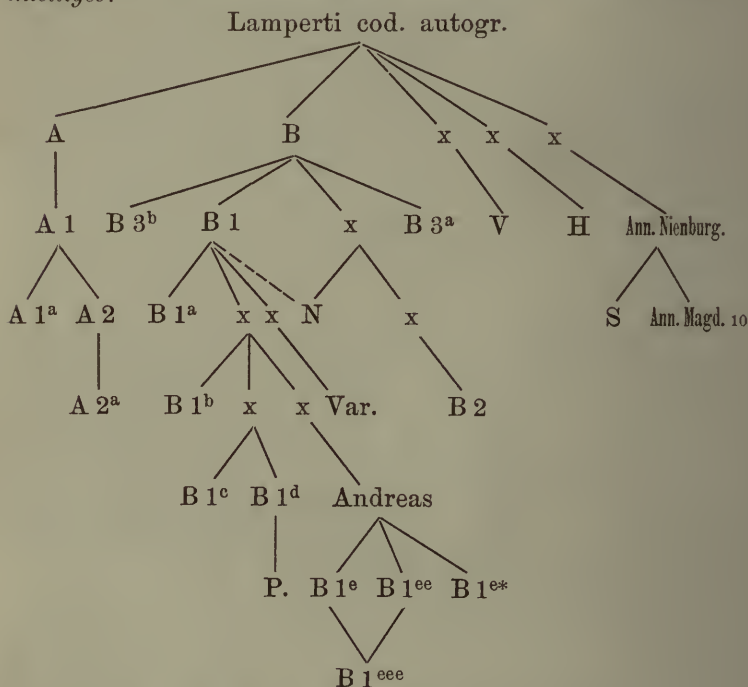 Lamperti cod. autogr.
A B x x x
A 1 B 3ᵇ B 1 x B 3ᵃ V H Ann. Nienburg.
A 1ᵃ A 2 B 1ᵃ x x N x S Ann. Magd. 10
A 2ᵃ B 1ᵇ x x Var. B 2
B 1ᶜ B 1ᵈ Andreas
P. B 1ᵉ B 1ᵉᵉ B 1ᵉ*
B 1ᵉᵉᵉ